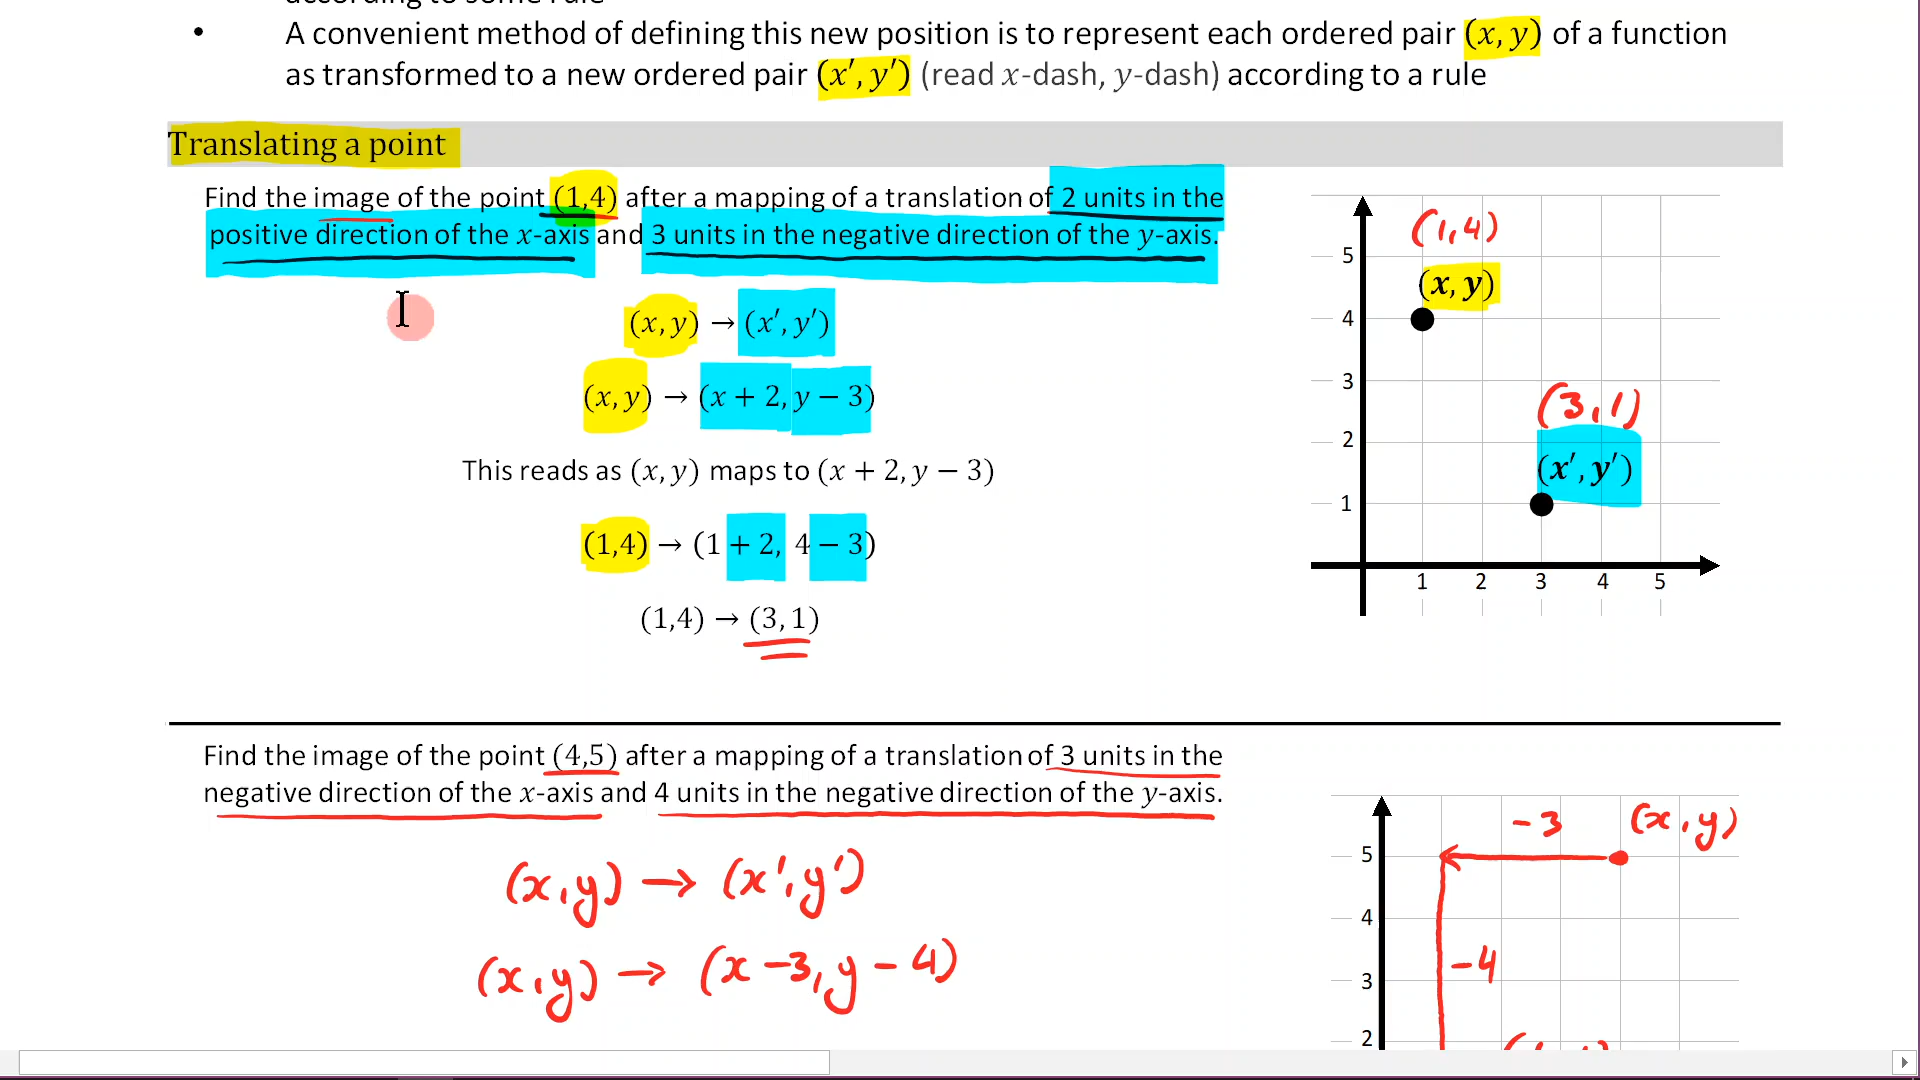 according to some rule
• A convenient method of defining this new position is to represent each ordered pair (x, y) of a function
as transformed to a new ordered pair (x′, y′) (read x-dash, y-dash) according to a rule
Translating a point
Find the image of the point (1,4) after a mapping of a translation of 2 units in the
positive direction of the x-axis and 3 units in the negative direction of the y-axis.
(x, y) → (x′, y′)
(x, y) → (x + 2, y − 3)
This reads as (x, y) maps to (x + 2, y − 3)
(1,4) → (1 + 2, 4 − 3)
(1,4) → (3, 1)
(1,4)
5
(x, y)
4
3
(3,1)
2
(x′, y′)
1
1 2 3 4 5
Find the image of the point (4,5) after a mapping of a translation of 3 units in the
negative direction of the x-axis and 4 units in the negative direction of the y-axis.
(x,y) → (x',y')
(x,y) → (x −3, y − 4)
−3 (x,y)
5
4
−4
3
2